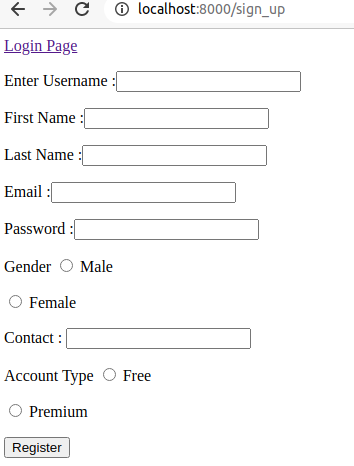 localhost:8000/sign_up
Login Page
Enter Username :
First Name :
Last Name :
Email :
Password :
Gender Male
Female
Contact :
Account Type Free
Premium
Register